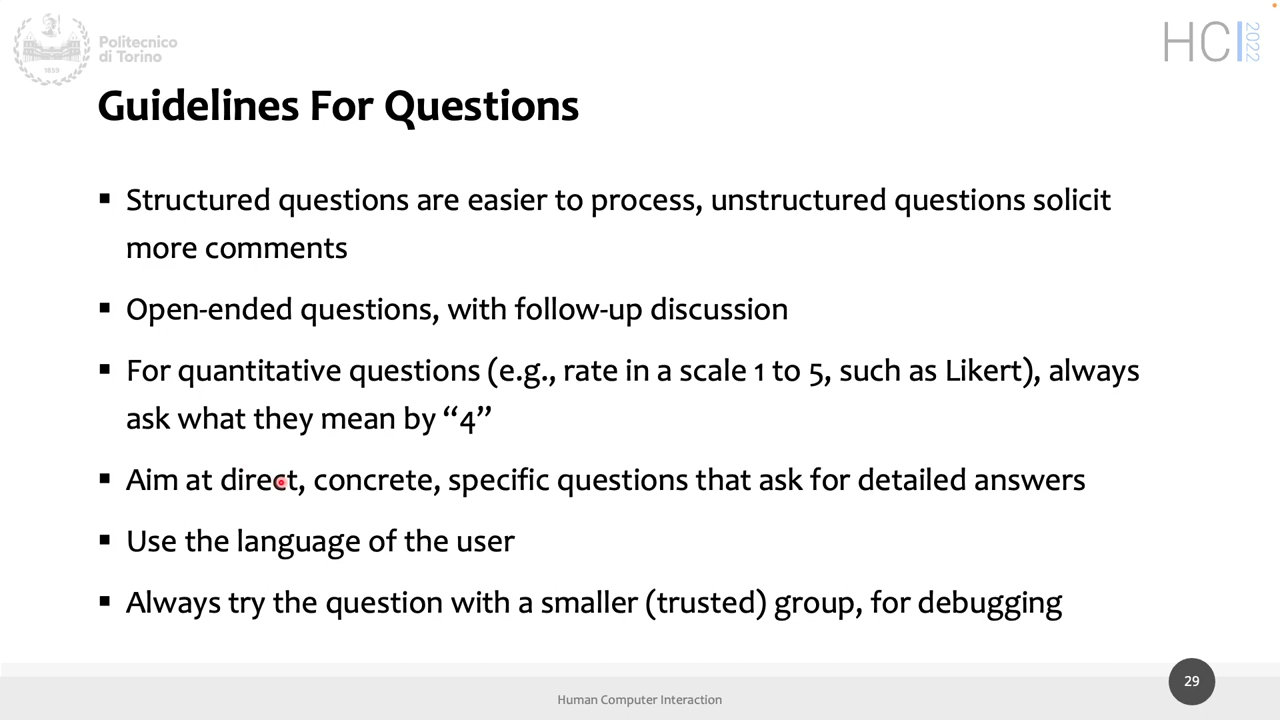 Politecnico
di Torino
1859
HCI 2022
Guidelines For Questions
▪ Structured questions are easier to process, unstructured questions solicit
more comments
▪ Open-ended questions, with follow-up discussion
▪ For quantitative questions (e.g., rate in a scale 1 to 5, such as Likert), always
ask what they mean by “4”
▪ Aim at direct, concrete, specific questions that ask for detailed answers
▪ Use the language of the user
▪ Always try the question with a smaller (trusted) group, for debugging
Human Computer Interaction
29